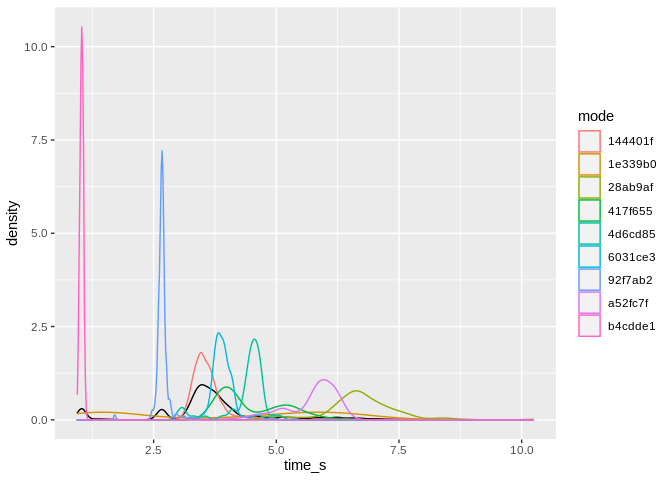 density
10.0
7.5
5.0
2.5
0.0
2.5
5.0
7.5
10.0
time_s
mode
144401f
1e339b0
28ab9af
417f655
4d6cd85
6031ce3
92f7ab2
a52fc7f
b4cdde1